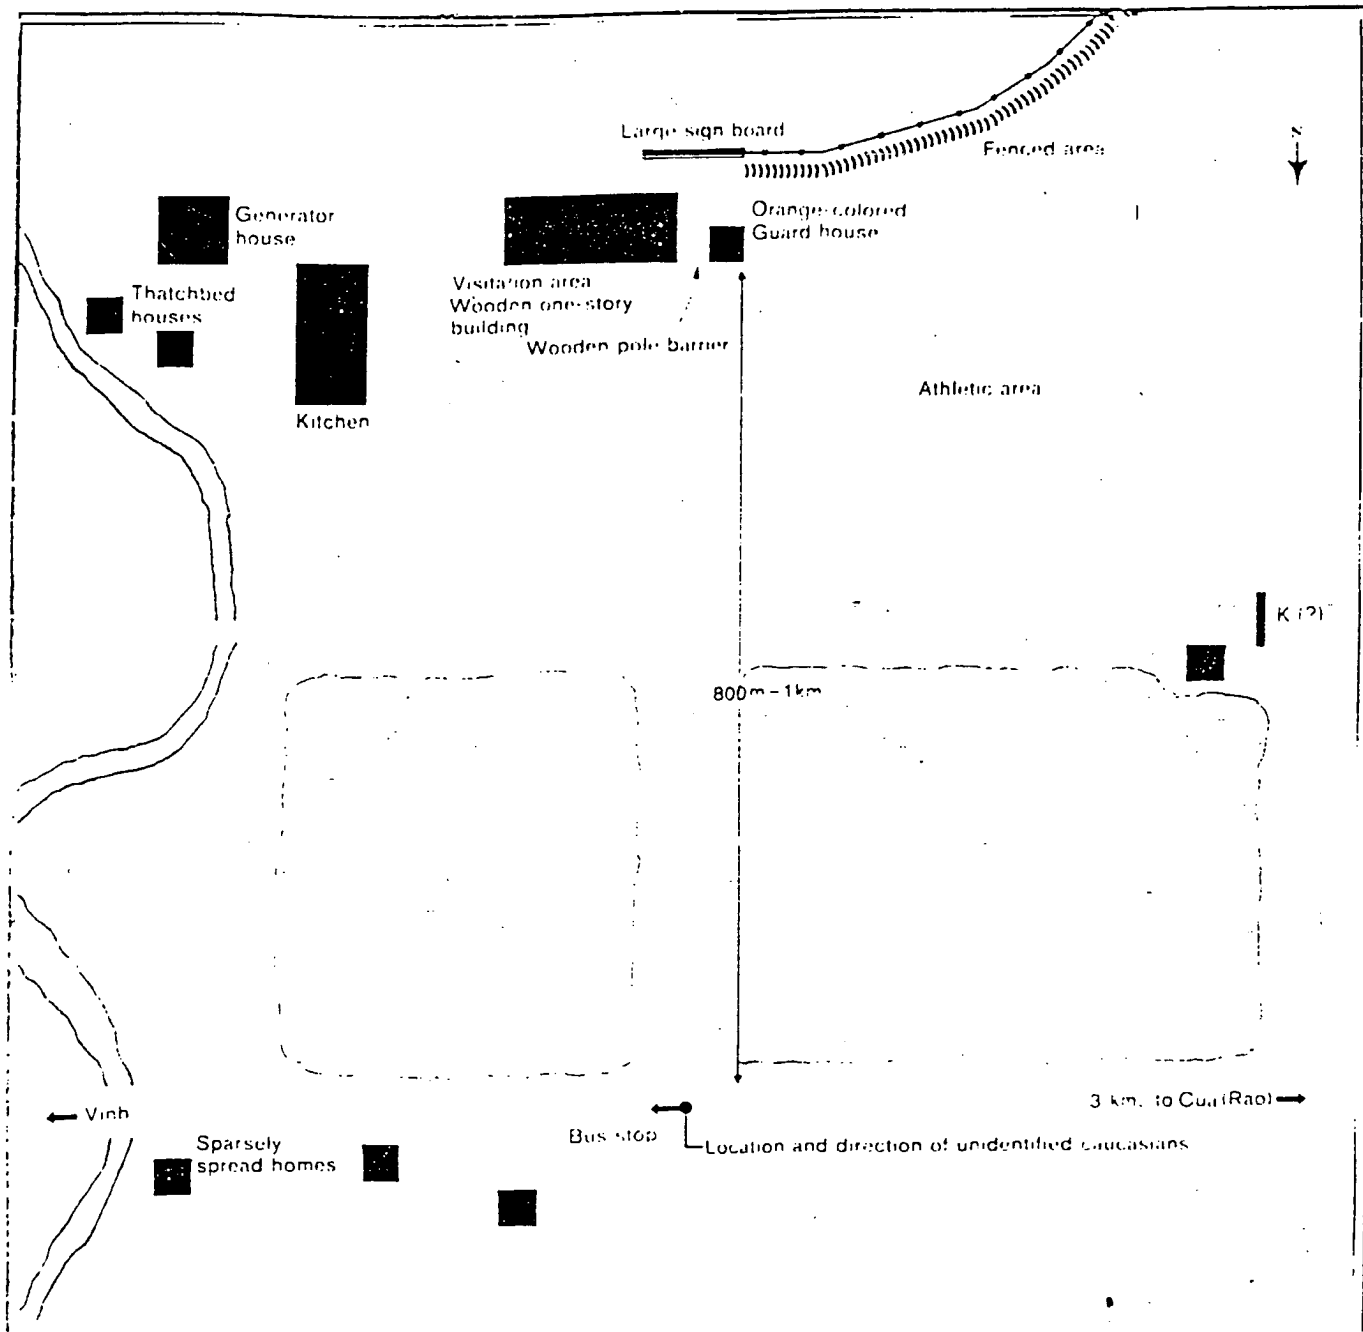 Large sign board
Fenced area
N
Generator
house
Orange-colored
Guard house
Thatchbed
houses
Visitation area
Wooden one-story
building
Wooden pole barrier
Athletic area
Kitchen
K (?)
800m-1km
Vinh
3 km. to Cua (Rao)
Bus stop
Location and direction of unidentified caucasians
Sparsely
spread homes